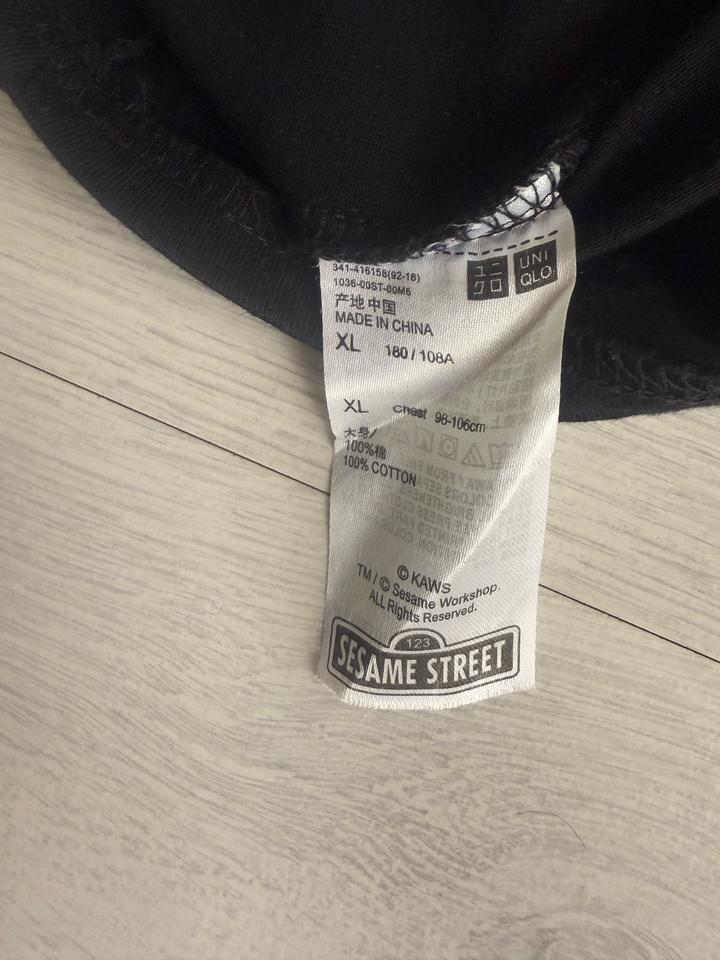 341-416158(92-16)
1036-00ST-00M6
ユニ
クロ
UNI
QLO
产地中国
MADE IN CHINA
XL 180 / 108A
XL Chest 98-106cm
大身/
100%棉
100% COTTON
© KAWS
TM / © Sesame Workshop.
ALL Rights Reserved.
123
SESAME STREET